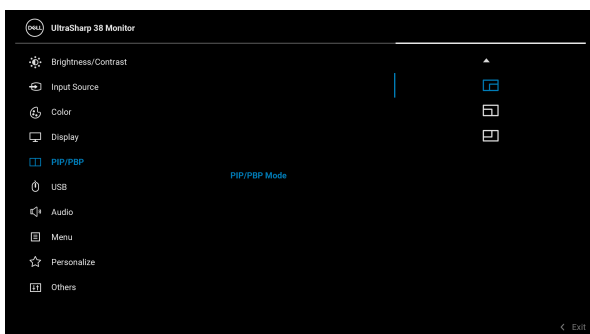 DELL
UltraSharp 38 Monitor
Brightness/Contrast
Input Source
Color
Display
PIP/PBP
PIP/PBP Mode
USB
Audio
Menu
Personalize
Others
Exit